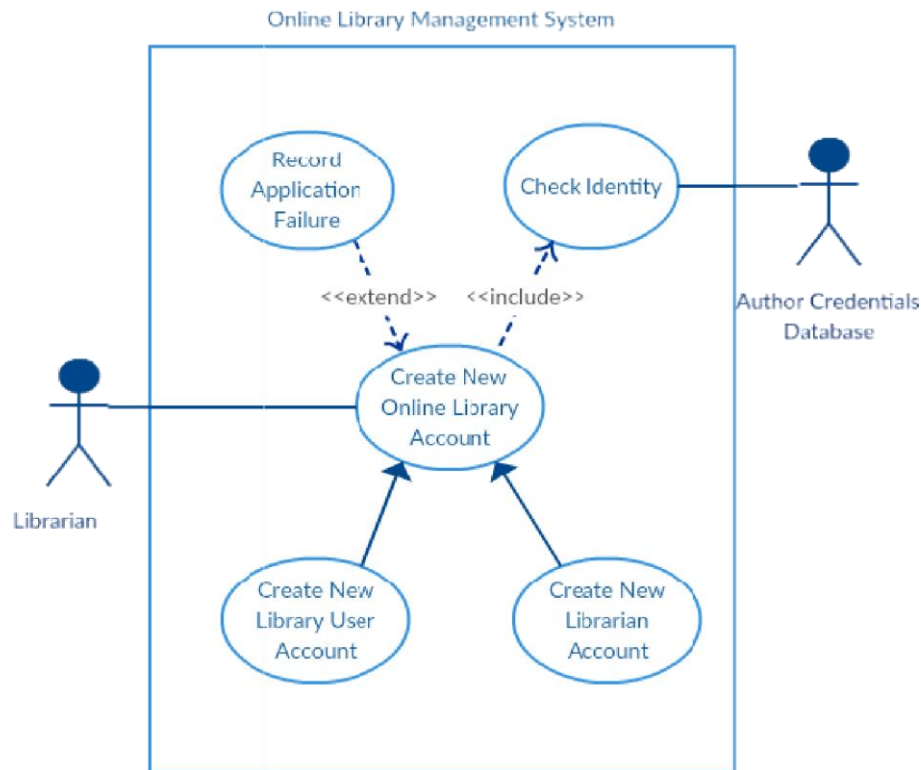 Online Library Management System
Record
Application
Failure
Check Identity
<<extend>>
<<include>>
Author Credentials
Database
Create New
Online Library
Account
Librarian
Create New
Library User
Account
Create New
Librarian
Account